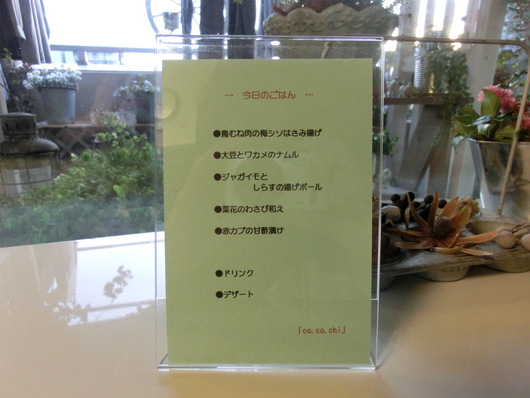 … 今日のごはん …
●鳥むね肉の梅シソはさみ揚げ
●大豆とワカメのナムル
●ジャガイモと
しらすの揚げボール
●菜花のわさび和え
●赤カブの甘酢漬け
●ドリンク
●デザート
「co.co.chi」